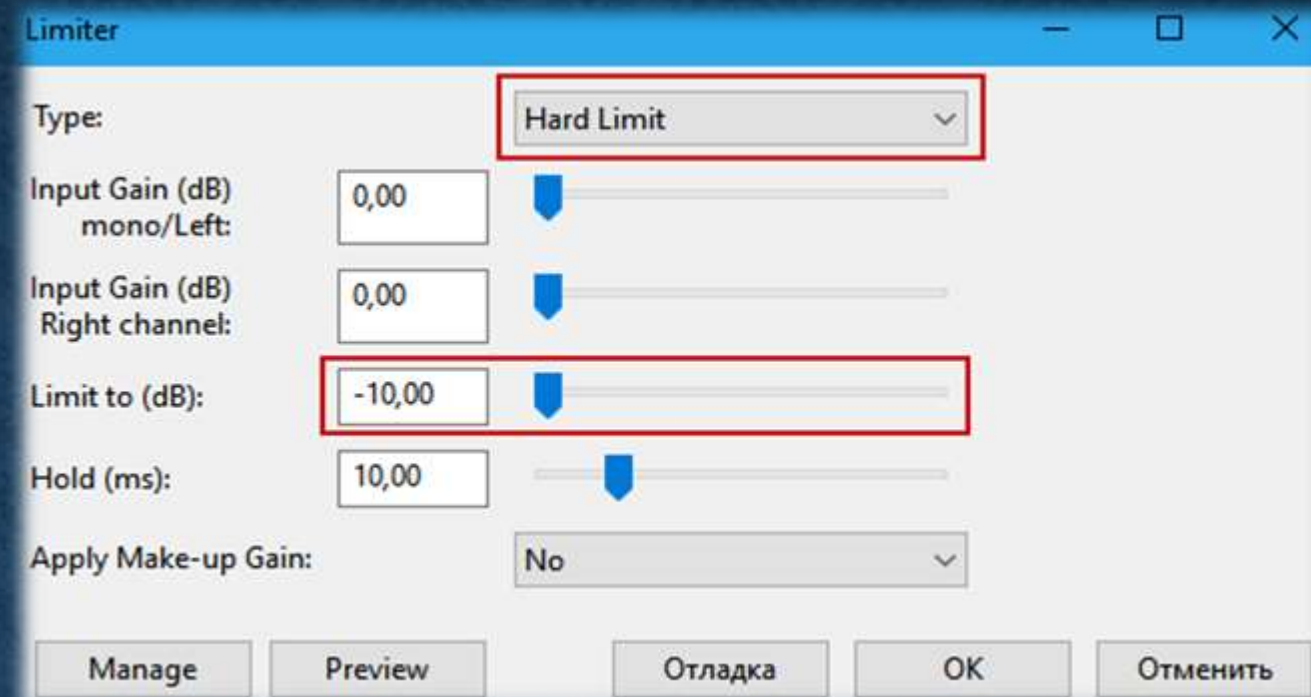 Limiter
Type:
Hard Limit
Input Gain (dB)
mono/Left:
0,00
Input Gain (dB)
Right channel:
0,00
Limit to (dB):
-10,00
Hold (ms):
10,00
Apply Make-up Gain:
No
Manage
Preview
Отладка
OK
Отменить